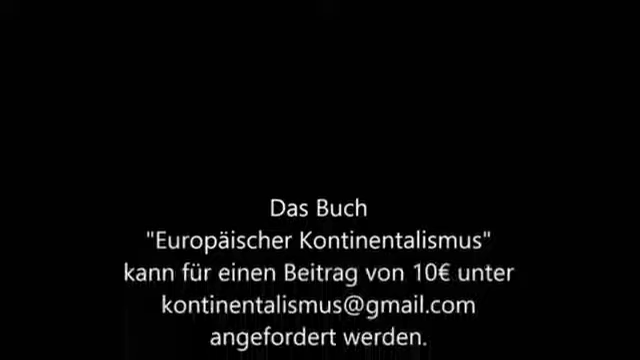 Das Buch
"Europäischer Kontinentalismus"
kann für einen Beitrag von 10€ unter
kontinentalismus@gmail.com
angefordert werden.